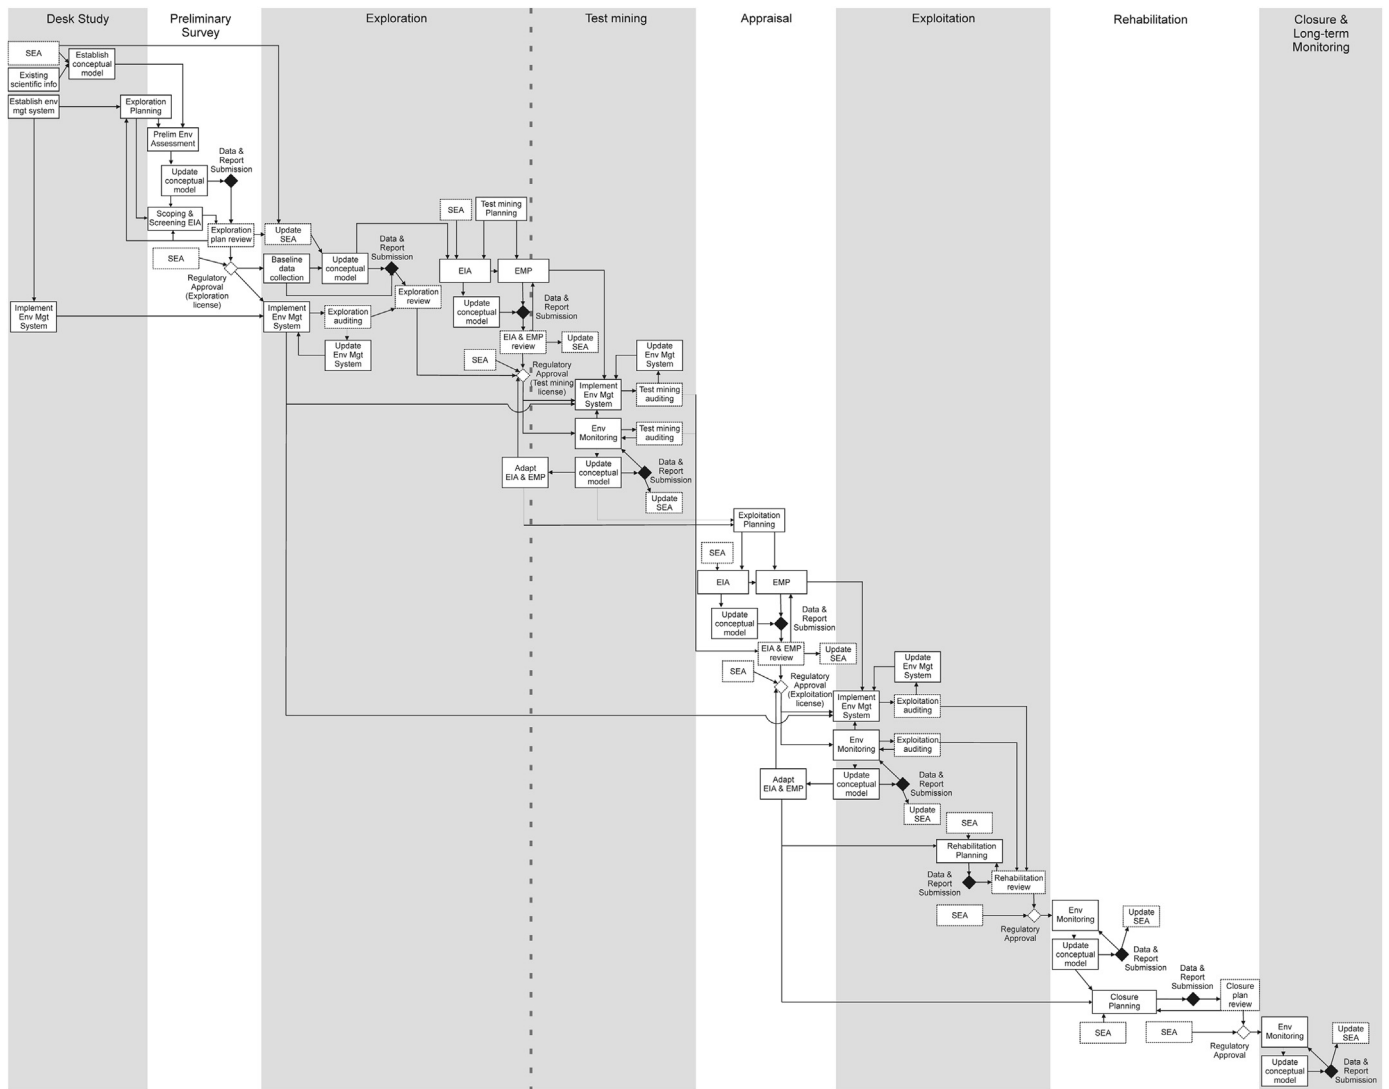 Desk Study
Preliminary
Survey
Exploration
Test mining
Appraisal
Exploitation
Rehabilitation
Closure &
Long-term
Monitoring
SEA
Establish
conceptual
model
Existing
scientific info
Establish env
mgt system
Exploration
Planning
Prelim Env
Assessment
Data &
Report
Submission
Update
conceptual
model
Scoping &
Screening EIA
Exploration
plan review
SEA
Regulatory
Approval
(Exploration
license)
Implement
Env Mgt
System
Update
SEA
Baseline
data
collection
Update
conceptual
model
Data &
Report
Submission
Exploration
review
Implement
Env Mgt
System
Exploration
auditing
Update
Env Mgt
System
SEA
Test mining
Planning
EIA
EMP
Update
conceptual
model
Data &
Report
Submission
EIA & EMP
review
Update
SEA
SEA
Regulatory
Approval
(Test mining
license)
Update
Env Mgt
System
Implement
Env Mgt
System
Test mining
auditing
Env
Monitoring
Test mining
auditing
Adapt
EIA & EMP
Update
conceptual
model
Data &
Report
Submission
Update
SEA
Exploitation
Planning
SEA
EIA
EMP
Update
conceptual
model
Data &
Report
Submission
EIA & EMP
review
Update
SEA
SEA
Regulatory
Approval
(Exploitation
license)
Update
Env Mgt
System
Implement
Env Mgt
System
Exploitation
auditing
Env
Monitoring
Exploitation
auditing
Adapt
EIA & EMP
Update
conceptual
model
Data &
Report
Submission
Update
SEA
SEA
Rehabilitation
Planning
Data &
Report
Submission
Rehabilitation
review
SEA
Regulatory
Approval
Env
Monitoring
Update
SEA
Update
conceptual
model
Data &
Report
Submission
Closure
Planning
Data &
Report
Submission
Closure
plan
review
SEA
SEA
Regulatory
Approval
Env
Monitoring
Update
SEA
Update
conceptual
model
Data &
Report
Submission